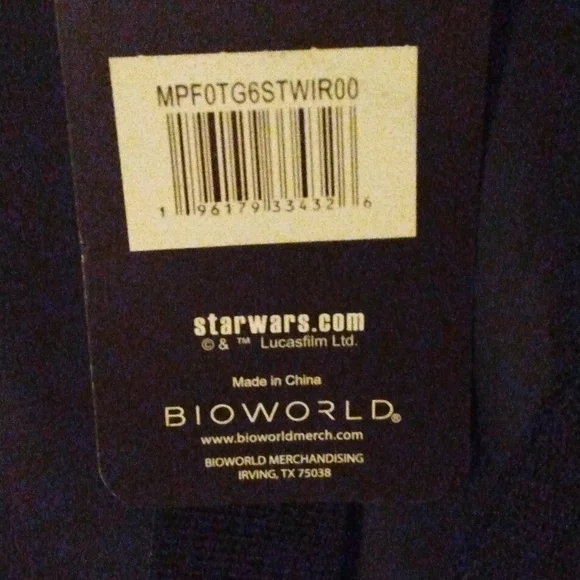 MPF0TG6STWIR00
1 96179 33432 6
starwars.com
© & ™ Lucasfilm Ltd.
Made in China
BIOWORLD®
www.bioworldmerch.com
BIOWORLD MERCHANDISING
IRVING, TX 75038